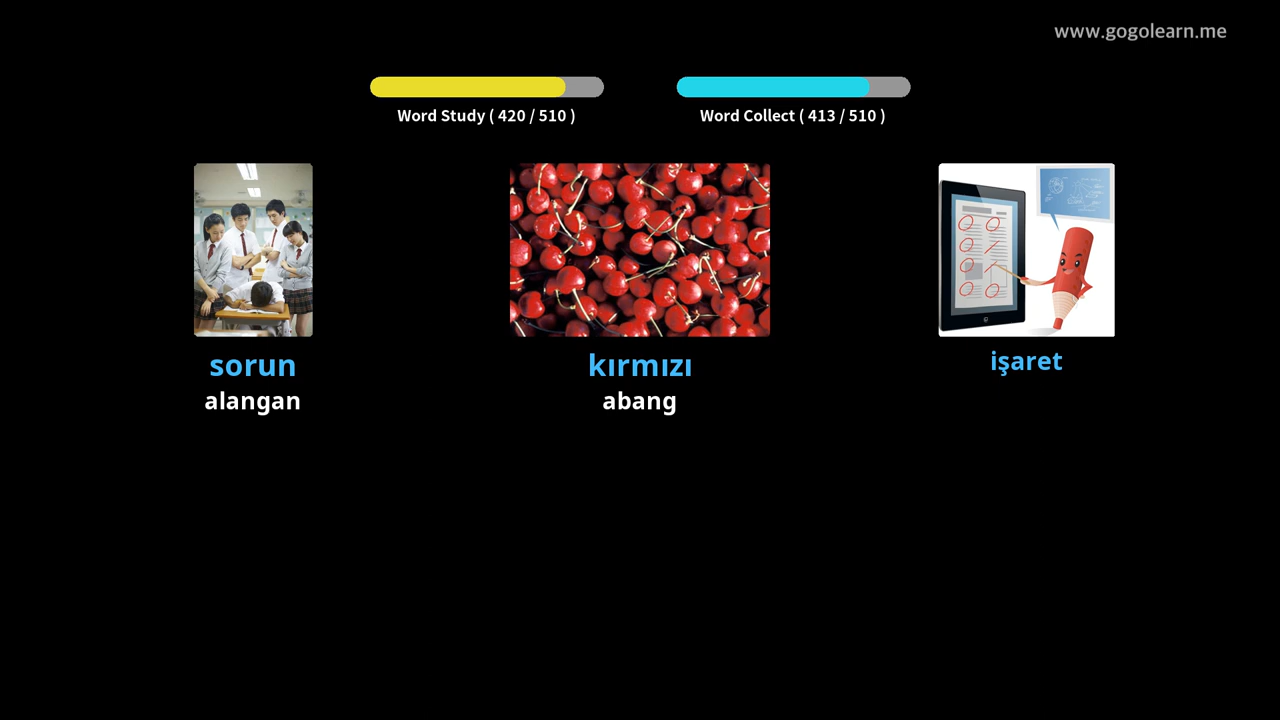 www.gogolearn.me
Word Study ( 420 / 510 )
Word Collect ( 413 / 510 )
sorun
alangan
kırmızı
abang
işaret